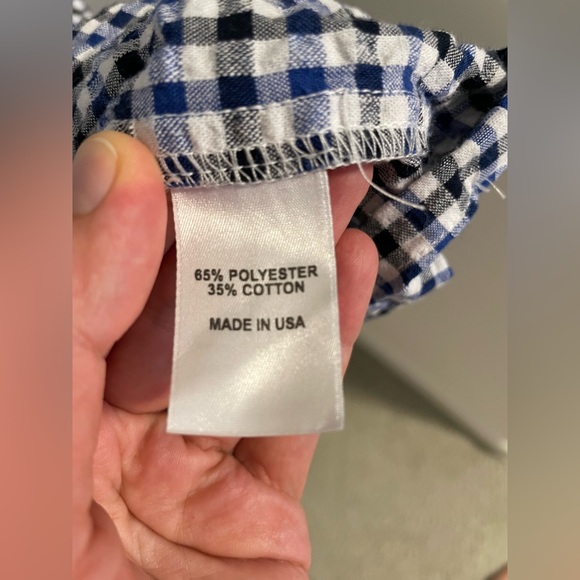 65% POLYESTER
35% COTTON
MADE IN USA